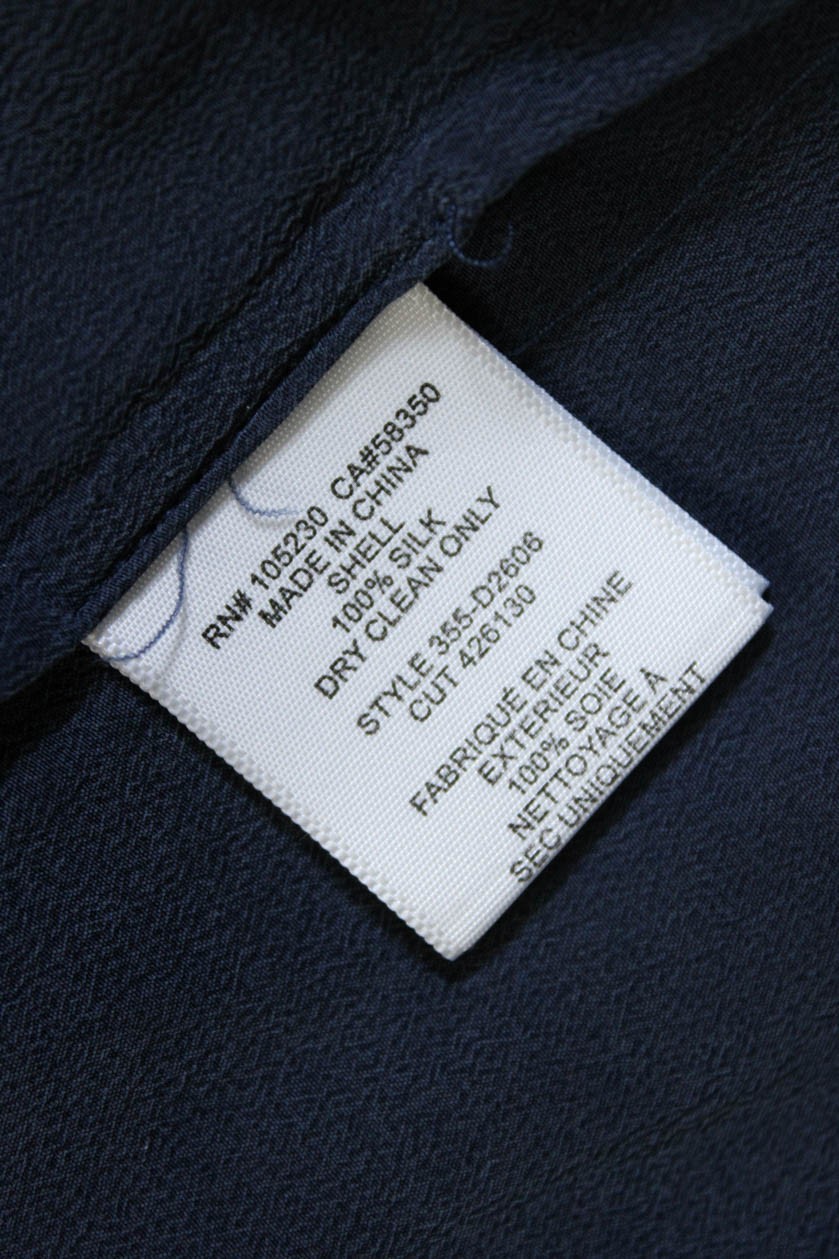 RN# 105230 CA#58350
MADE IN CHINA
SHELL
100% SILK
DRY CLEAN ONLY
STYLE 355-D2606
CUT 426130
FABRIQUÉ EN CHINE
EXTERIEUR
100% SOIE
NETTOYAGE À
SEC UNIQUEMENT